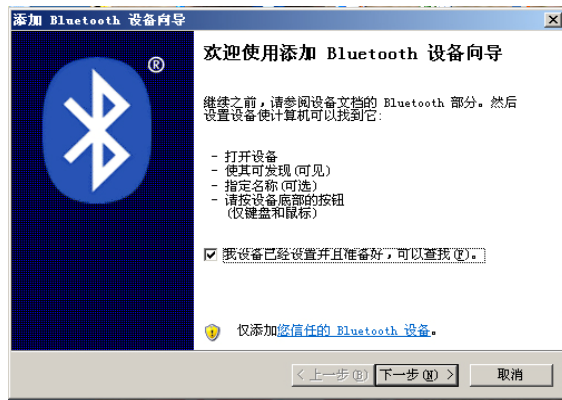 添加 Bluetooth 设备向导
®
欢迎使用添加 Bluetooth 设备向导
继续之前，请参阅设备文档的 Bluetooth 部分。然后
设置设备使计算机可以找到它:
- 打开设备
- 使其可发现(可见)
- 指定名称(可选)
- 请按设备底部的按钮
(仅键盘和鼠标)
我设备已经设置并且准备好，可以查找(F)。
仅添加您信任的 Bluetooth 设备。
< 上一步(B)
下一步(N) >
取消